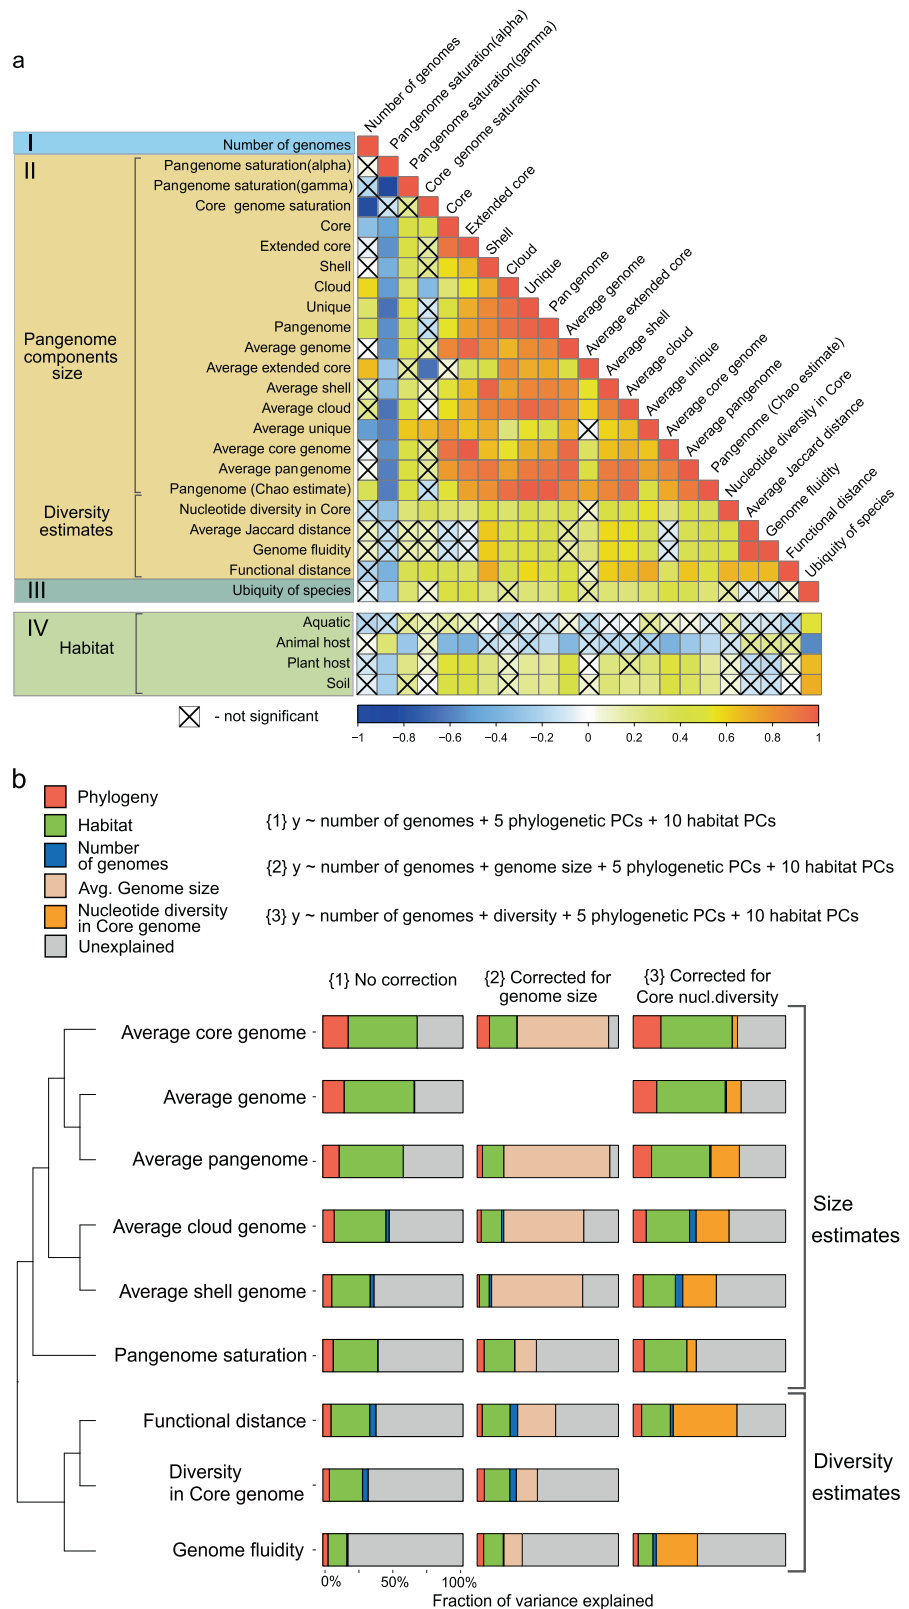 a
Number of genomes
Pangenome saturation(alpha)
Pangenome saturation(gamma)
Core genome saturation
Core
Extended core
Shell
Cloud
Unique
Pangenome
Average genome
Average extended core
Average shell
Average cloud
Average unique
Average core genome
Average pangenome
Pangenome (Chao estimate)
Nucleotide diversity in Core
Average Jaccard distance
Genome fluidity
Functional distance
Ubiquity of species
I
Number of genomes
II
Pangenome saturation(alpha)
Pangenome saturation(gamma)
Core genome saturation
Core
Extended core
Shell
Cloud
Unique
Pangenome
Average genome
Average extended core
Average shell
Average cloud
Average unique
Average core genome
Average pangenome
Pangenome (Chao estimate)
Pangenome
components
size
Nucleotide diversity in Core
Average Jaccard distance
Genome fluidity
Functional distance
Diversity
estimates
III
Ubiquity of species
IV
Habitat
Aquatic
Animal host
Plant host
Soil
- not significant
−1 −0.8 −0.6 −0.4 −0.2 0 0.2 0.4 0.6 0.8 1
b
Phylogeny
Habitat
Number
of genomes
Avg. Genome size
Nucleotide diversity
in Core genome
Unexplained
{1} y ~ number of genomes + 5 phylogenetic PCs + 10 habitat PCs
{2} y ~ number of genomes + genome size + 5 phylogenetic PCs + 10 habitat PCs
{3} y ~ number of genomes + diversity + 5 phylogenetic PCs + 10 habitat PCs
{1} No correction
{2} Corrected for
genome size
{3} Corrected for
Core nucl.diversity
Average core genome
Average genome
Average pangenome
Average cloud genome
Average shell genome
Pangenome saturation
Functional distance
Diversity
in Core genome
Genome fluidity
Size
estimates
Diversity
estimates
0% 50% 100%
Fraction of variance explained